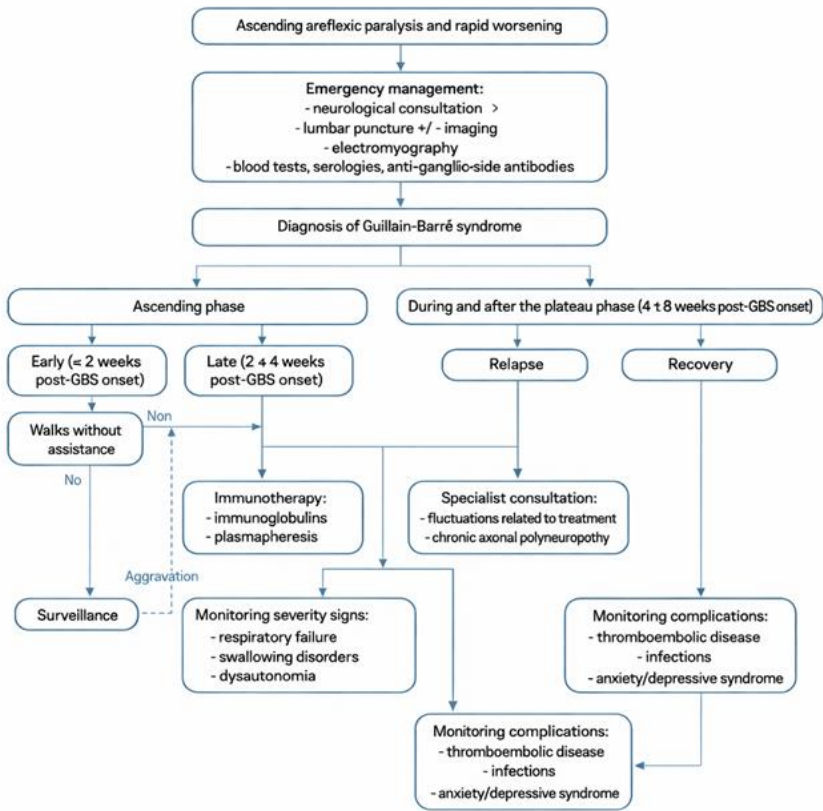 Ascending areflexic paralysis and rapid worsening
Emergency management:
- neurological consultation >
- lumbar puncture +/- imaging
- electromyography
- blood tests, serologies, anti-ganglic-side antibodies
Diagnosis of Guillain-Barré syndrome
Ascending phase
During and after the plateau phase (4 t 8 weeks post-GBS onset)
Early (= 2 weeks
post-GBS onset)
Late (2 + 4 weeks
post-GBS onset)
Relapse
Recovery
Walks without
assistance
Non
No
Immunotherapy:
- immunoglobulins
- plasmapheresis
Specialist consultation:
- fluctuations related to treatment
- chronic axonal polyneuropothy
Aggravation
Surveillance
Monitoring severity signs:
- respiratory failure
- swallowing disorders
- dysautonomia
Monitoring complications:
- thromboembolic disease
- infections
- anxiety/depressive syndrome
Monitoring complications:
- thromboembolic disease
- infections
- anxiety/depressive syndrome